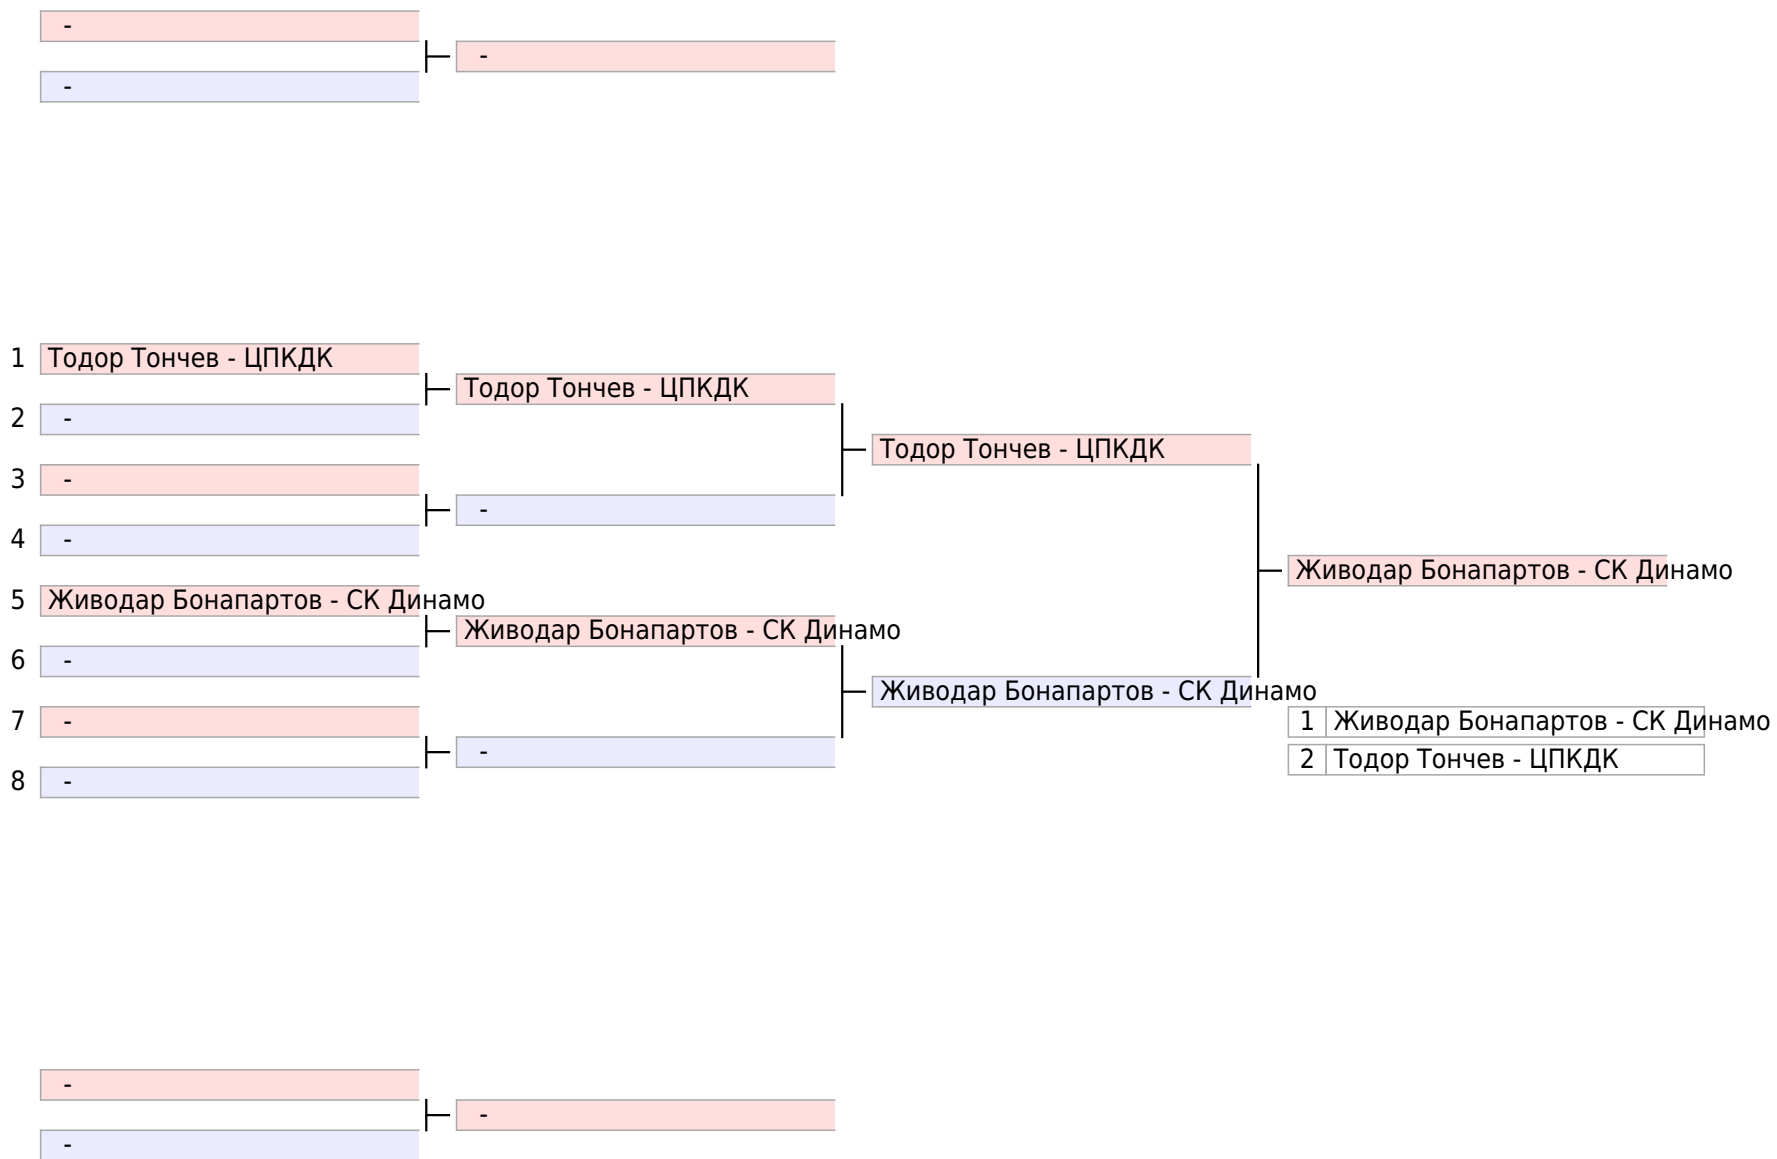 -
-
-
1 Тодор Тончев - ЦПКДК
Тодор Тончев - ЦПКДК
2 -
Тодор Тончев - ЦПКДК
3 -
-
4 -
Живодар Бонапартов - СК Динамо
5 Живодар Бонапартов - СК Динамо
Живодар Бонапартов - СК Динамо
6 -
Живодар Бонапартов - СК Динамо
7 -
1 Живодар Бонапартов - СК Динамо
-
2 Тодор Тончев - ЦПКДК
8 -
-
-
-